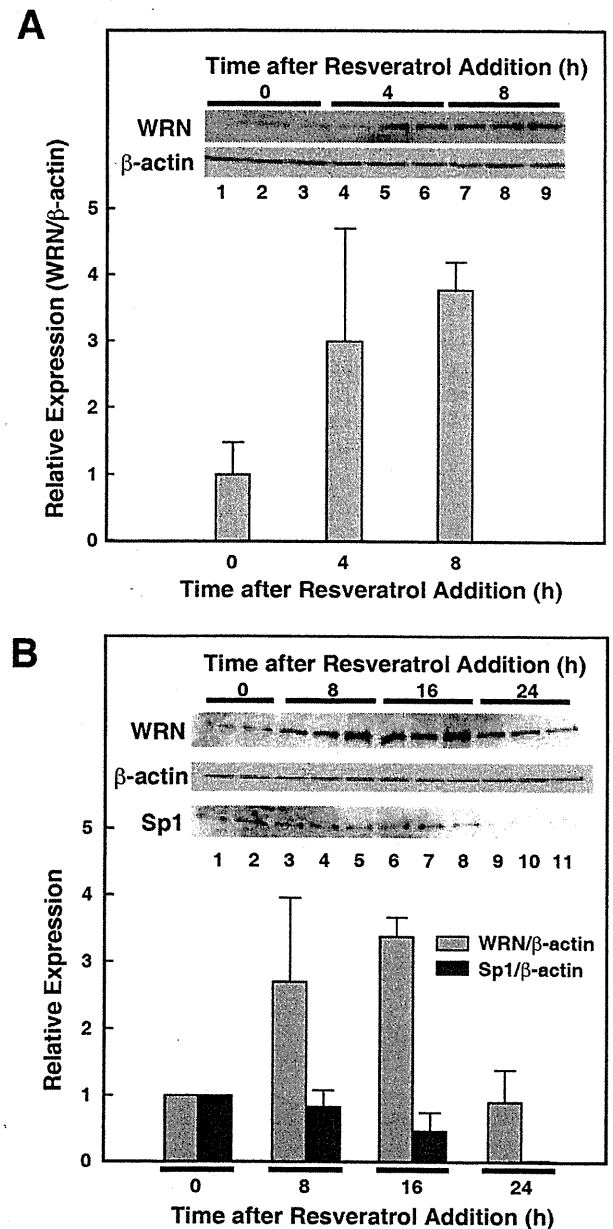 A
Time after Resveratrol Addition (h)
0 4 8
WRN
β-actin
1 2 3 4 5 6 7 8 9
Relative Expression (WRN/β-actin)
5
4
3
2
1
0
0 4 8
Time after Resveratrol Addition (h)
B
Time after Resveratrol Addition (h)
0 8 16 24
WRN
β-actin
Sp1
1 2 3 4 5 6 7 8 9 10 11
Relative Expression
5
4
3
2
1
0
WRN/β-actin
Sp1/β-actin
0 8 16 24
Time after Resveratrol Addition (h)